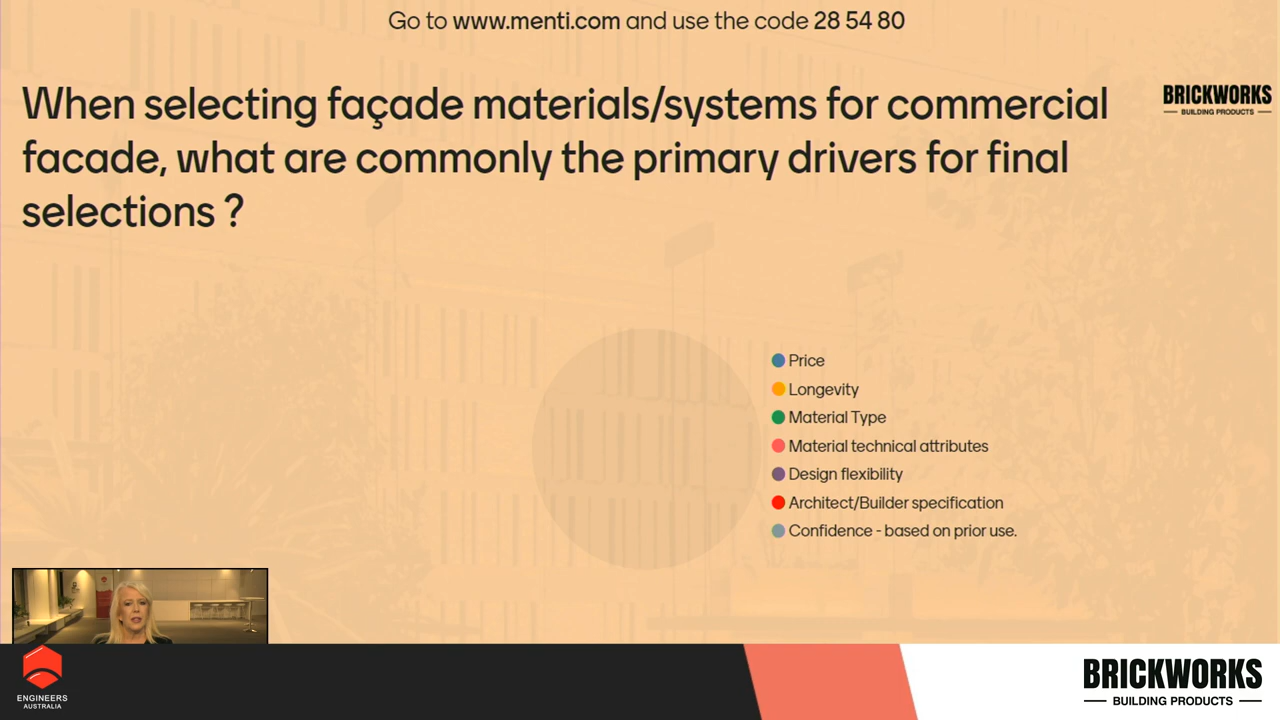 Go to www.menti.com and use the code 28 54 80
When selecting façade materials/systems for commercial
facade, what are commonly the primary drivers for final
selections ?
BRICKWORKS
BUILDING PRODUCTS
Price
Longevity
Material Type
Material technical attributes
Design flexibility
Architect/Builder specification
Confidence - based on prior use.
ENGINEERS
AUSTRALIA
BRICKWORKS
BUILDING PRODUCTS